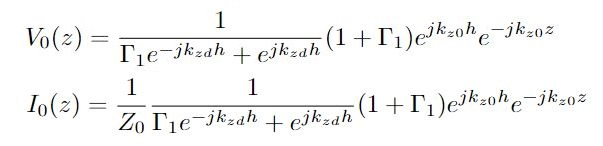 V_0(z) = \frac{1}{\Gamma_1 e^{-jk_{zd}h} + e^{jk_{zd}h}}(1 + \Gamma_1)e^{jk_{z0}h}e^{-jk_{z0}z}
I_0(z) = \frac{1}{Z_0}\frac{1}{\Gamma_1 e^{-jk_{zd}h} + e^{jk_{zd}h}}(1 + \Gamma_1)e^{jk_{z0}h}e^{-jk_{z0}z}